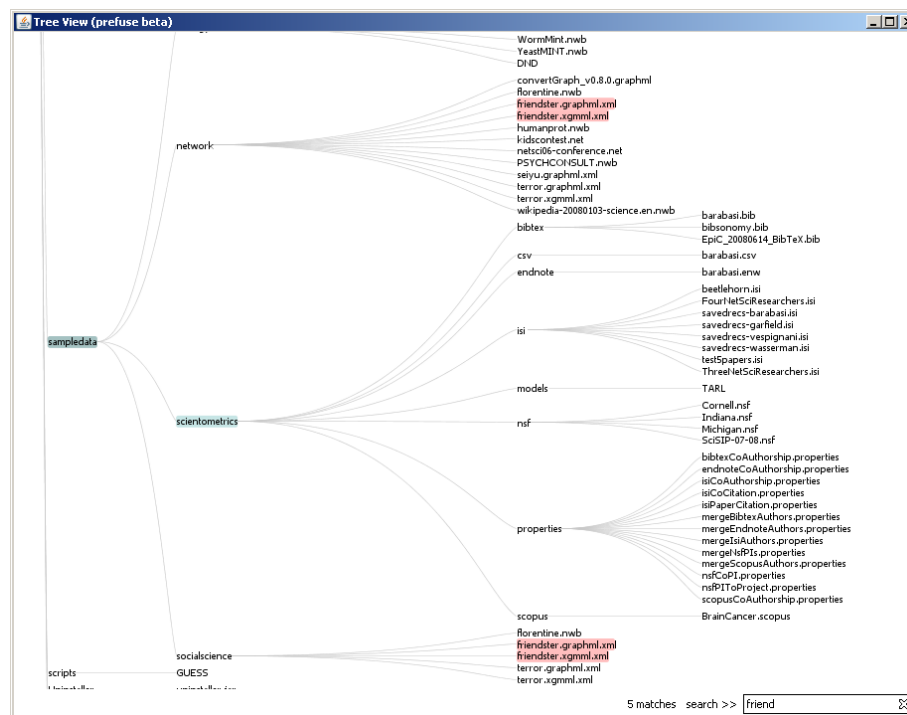 Tree View (prefuse beta)
WormMint.nwb
YeastMINT.nwb
DND
convertGraph_v0.8.0.graphml
florentine.nwb
friendster.graphml.xml
friendster.xgmml.xml
humanprot.nwb
kidscontest.net
network
netsci06-conference.net
PSYCHCONSULT.nwb
seiyu.graphml.xml
terror.graphml.xml
terror.xgmml.xml
wikipedia-20080103-science.en.nwb
bibtex
barabasi.bib
bibsonomy.bib
EpiC_20080614_BibTeX.bib
csv
barabasi.csv
endnote
barabasi.enw
isi
beetlehorn.isi
FourNetSciResearchers.isi
savedrecs-barabasi.isi
savedrecs-garfield.isi
savedrecs-vespignani.isi
savedrecs-wasserman.isi
test5papers.isi
ThreeNetSciResearchers.isi
sampledata
models
TARL
scientometrics
nsf
Cornell.nsf
Indiana.nsf
Michigan.nsf
SciSIP-07-08.nsf
properties
bibtexCoAuthorship.properties
endnoteCoAuthorship.properties
isiCoAuthorship.properties
isiCoCitation.properties
isiPaperCitation.properties
mergeBibtexAuthors.properties
mergeEndnoteAuthors.properties
mergeIsiAuthors.properties
mergeNsfPIs.properties
mergeScopusAuthors.properties
nsfCoPI.properties
nsfPIToProject.properties
scopusCoAuthorship.properties
scopus
BrainCancer.scopus
socialscience
florentine.nwb
friendster.graphml.xml
friendster.xgmml.xml
terror.graphml.xml
terror.xgmml.xml
scripts
GUESS
5 matches search >> friend